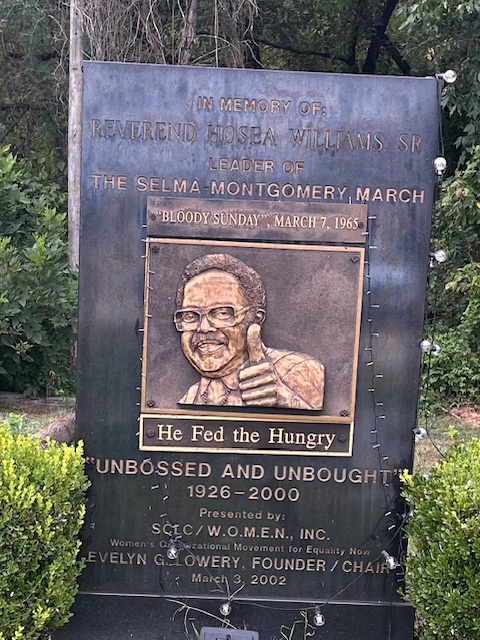 IN MEMORY OF:
REVEREND HOSEA WILLIAMS, SR
LEADER OF
THE SELMA-MONTGOMERY MARCH
"BLOODY SUNDAY", MARCH 7, 1965
He Fed the Hungry
"UNBOSSED AND UNBOUGHT"
1926-2000
Presented by:
SCLC/W.O.M.E.N., INC.
Women's Organizational Movement for Equality Now
EVELYN G. LOWERY, FOUNDER/CHAIR
March 3, 2002